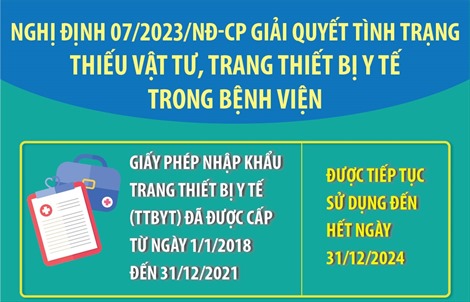 NGHỊ ĐỊNH 07/2023/NĐ-CP GIẢI QUYẾT TÌNH TRẠNG
THIẾU VẬT TƯ, TRANG THIẾT BỊ Y TẾ
TRONG BỆNH VIỆN
GIẤY PHÉP NHẬP KHẨU
TRANG THIẾT BỊ Y TẾ
(TTBYT) ĐÃ ĐƯỢC CẤP
TỪ NGÀY 1/1/2018
ĐẾN 31/12/2021
ĐƯỢC TIẾP TỤC
SỬ DỤNG ĐẾN
HẾT NGÀY
31/12/2024